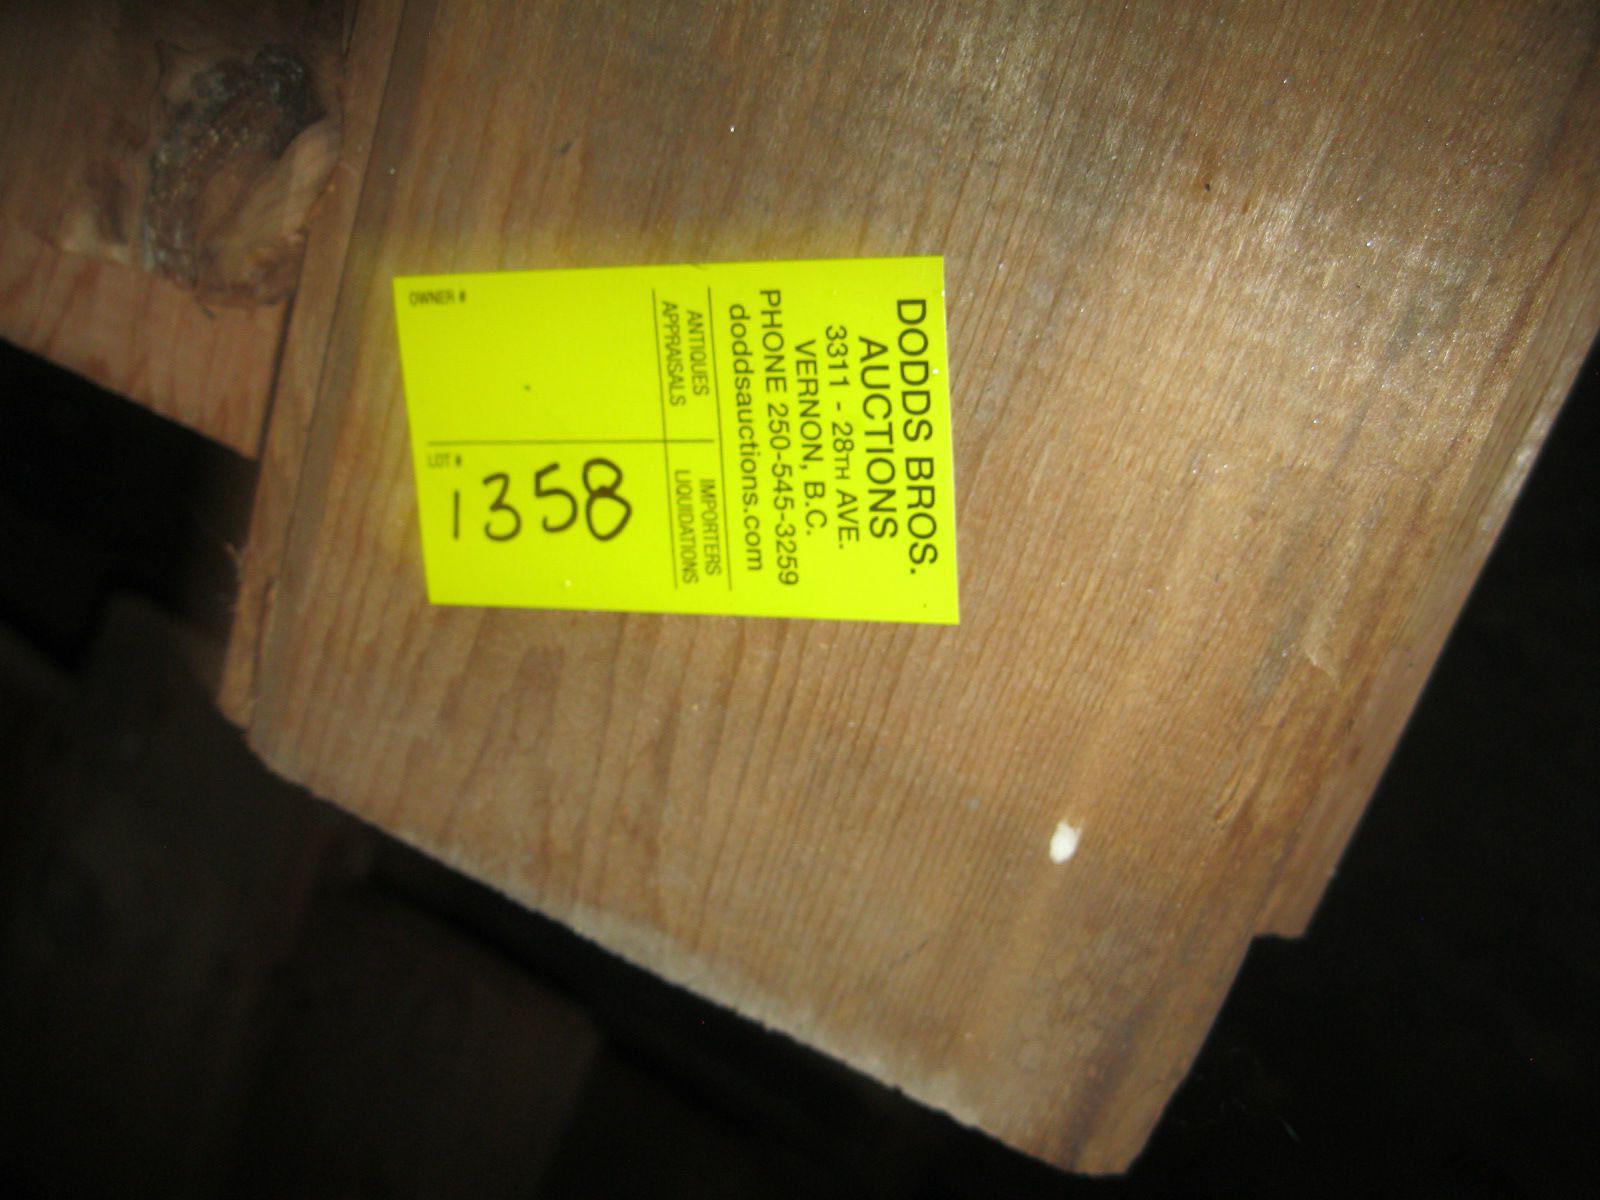 DODDS BROS.
AUCTIONS
3311 - 28TH AVE.
VERNON, B.C.
PHONE 250-545-3259
doddsauctions.com
ANTIQUES
APPRAISALS
IMPORTERS
LIQUIDATIONS
OWNER #
LOT #
1358